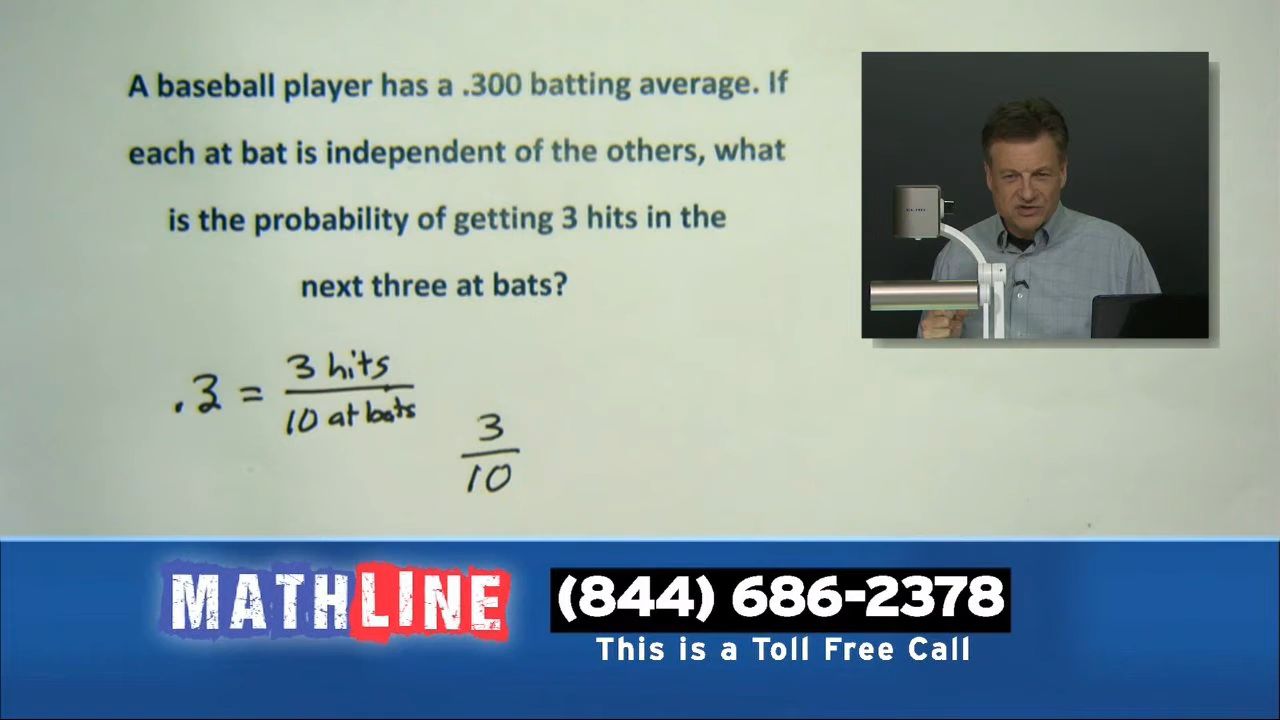 A baseball player has a .300 batting average. If
each at bat is independent of the others, what
is the probability of getting 3 hits in the
next three at bats?
.3 = 3 hits
10 at bats
3
10
MATHLINE
(844) 686-2378
This is a Toll Free Call